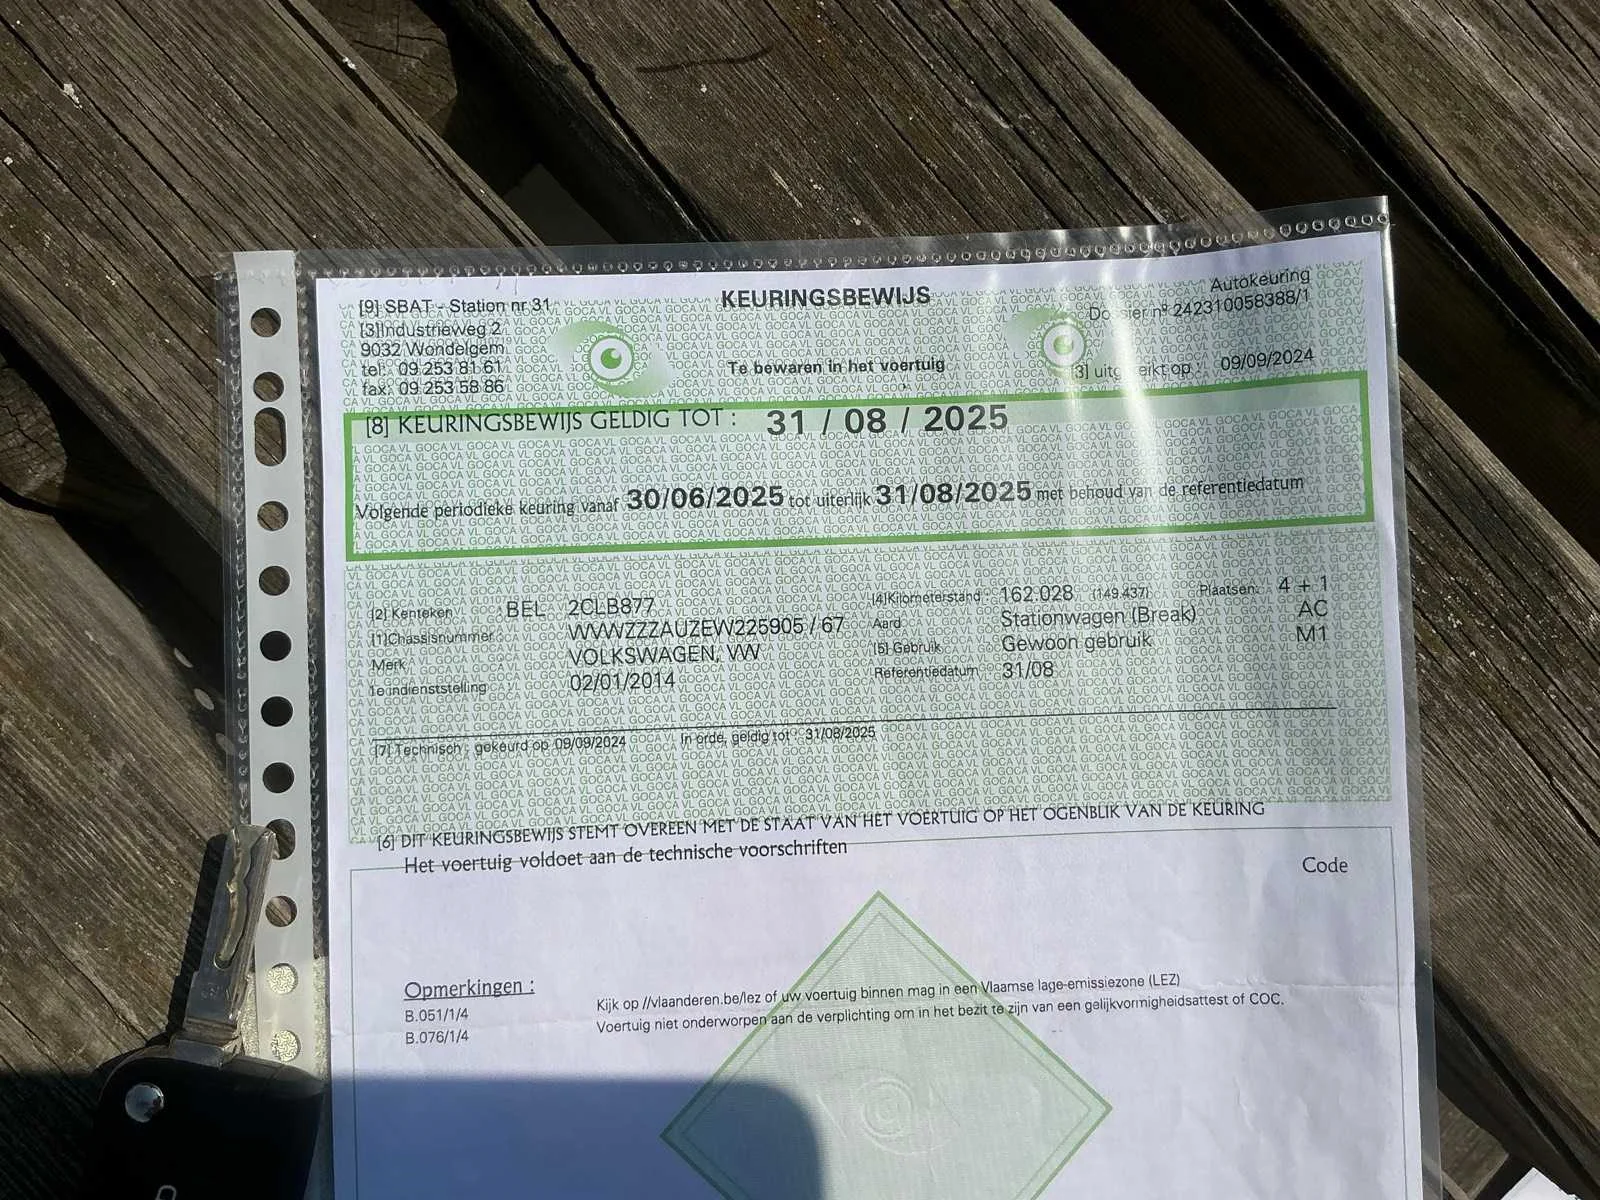 [9] SBAT - Station nr 31
KEURINGSBEWIJS
Autokeuring
[3]Industrieweg 2
Dossier nº 242310058388/1
9032 Wondelgem
tel : 09 253 81 61
Te bewaren in het voertuig
[3] uitgereikt op : 09/09/2024
fax: 09 253 58 86
[8] KEURINGSBEWIJS GELDIG TOT : 31 / 08 / 2025
Volgende periodieke keuring vanaf 30/06/2025 tot uiterlijk 31/08/2025 met behoud van de referentiedatum
[2] Kenteken : BEL 2CLB877
[4]Kilometerstand : 162.028 (149.437) Plaatsen: 4 + 1
[1]Chassisnummer WVWZZZAUZEW225905 / 67
Aard Stationwagen (Break) AC
Merk VOLKSWAGEN, VW
[5] Gebruik Gewoon gebruik M1
1e indienststelling 02/01/2014
Referentiedatum 31/08
[7] Technisch : gekeurd op 09/09/2024 In orde, geldig tot : 31/08/2025
[6] DIT KEURINGSBEWIJS STEMT OVEREEN MET DE STAAT VAN HET VOERTUIG OP HET OGENBLIK VAN DE KEURING
Het voertuig voldoet aan de technische voorschriften
Code
Opmerkingen :
B.051/1/4 Kijk op //vlaanderen.be/lez of uw voertuig binnen mag in een Vlaamse lage-emissiezone (LEZ)
B.076/1/4 Voertuig niet onderworpen aan de verplichting om in het bezit te zijn van een gelijkvormigheidsattest of COC.